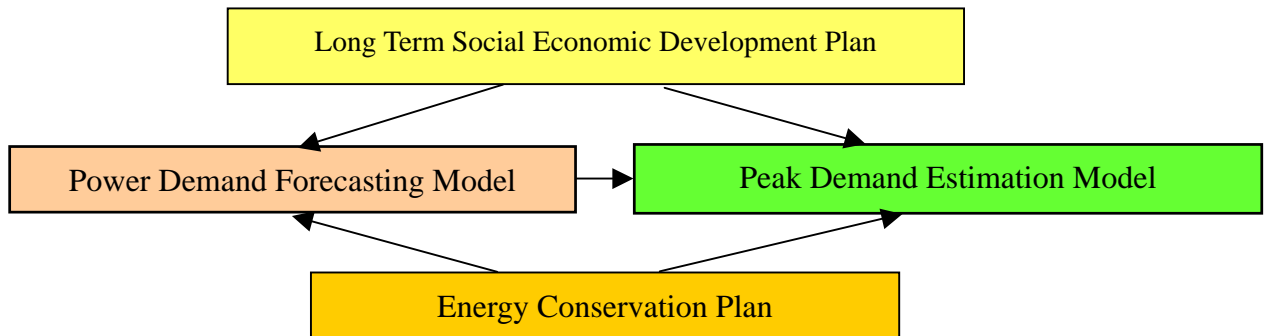 Long Term Social Economic Development Plan
Power Demand Forecasting Model
Peak Demand Estimation Model
Energy Conservation Plan